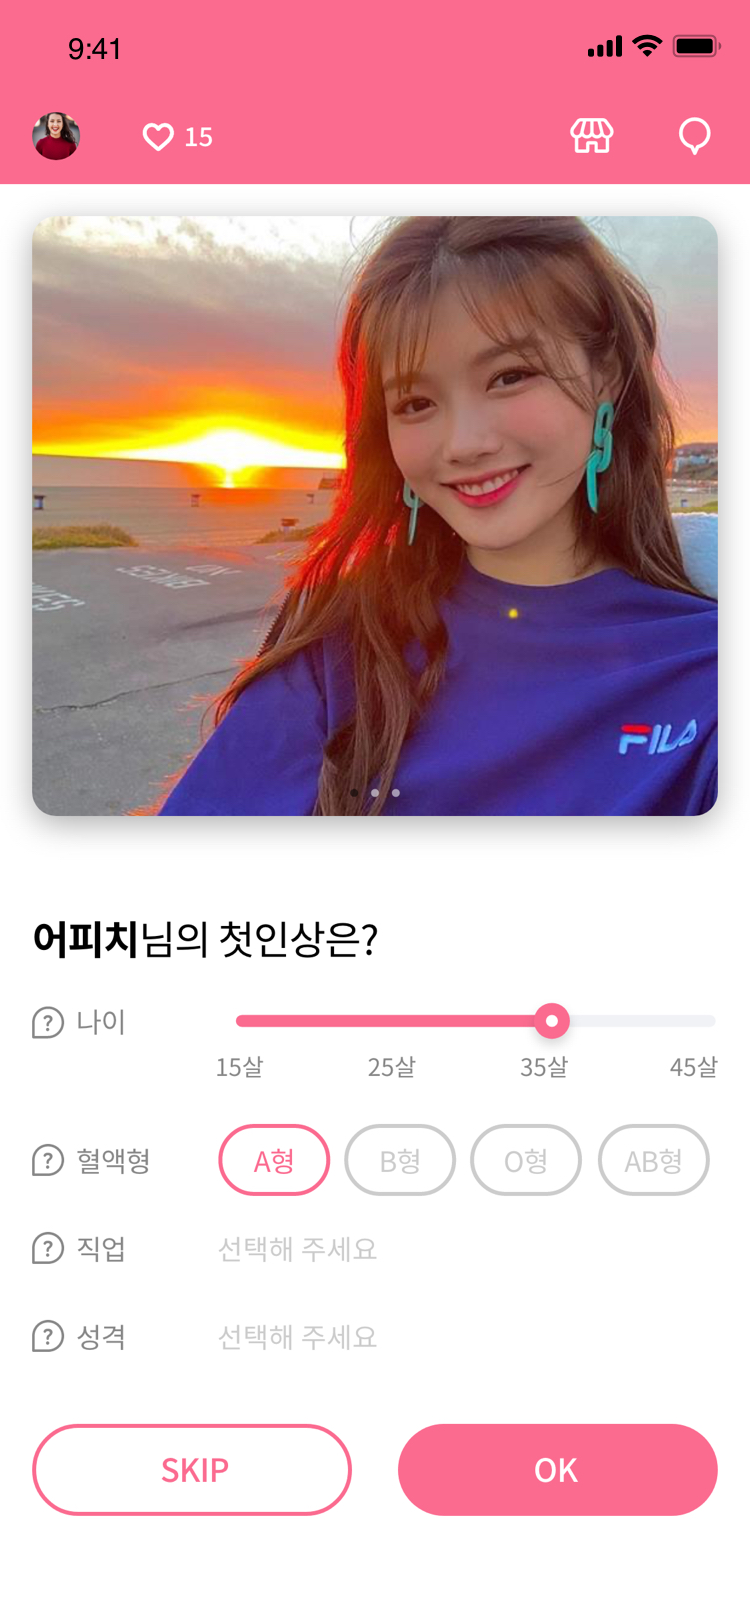 9:41
15
FILA
어피치님의 첫인상은?
나이
15살 25살 35살 45살
혈액형 A형 B형 O형 AB형
직업 선택해 주세요
성격 선택해 주세요
SKIP OK